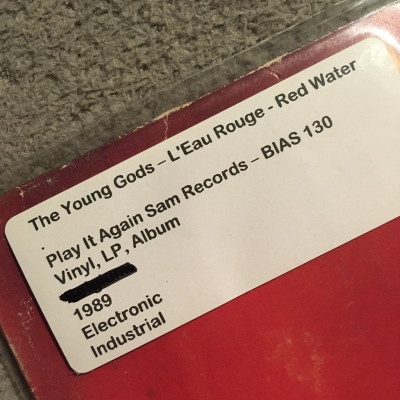 The Young Gods – L'Eau Rouge - Red Water
Play It Again Sam Records – BIAS 130
Vinyl, LP, Album
1989
Electronic
Industrial